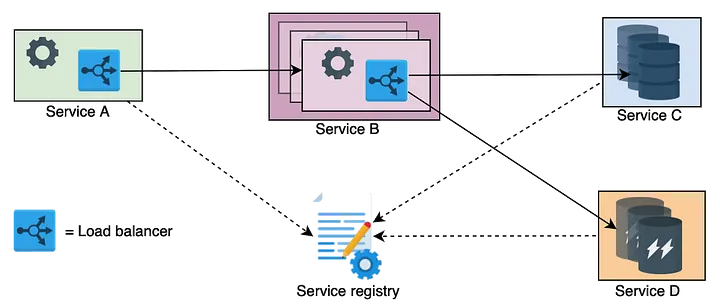 Service A
Service B
Service C
= Load balancer
Service registry
Service D